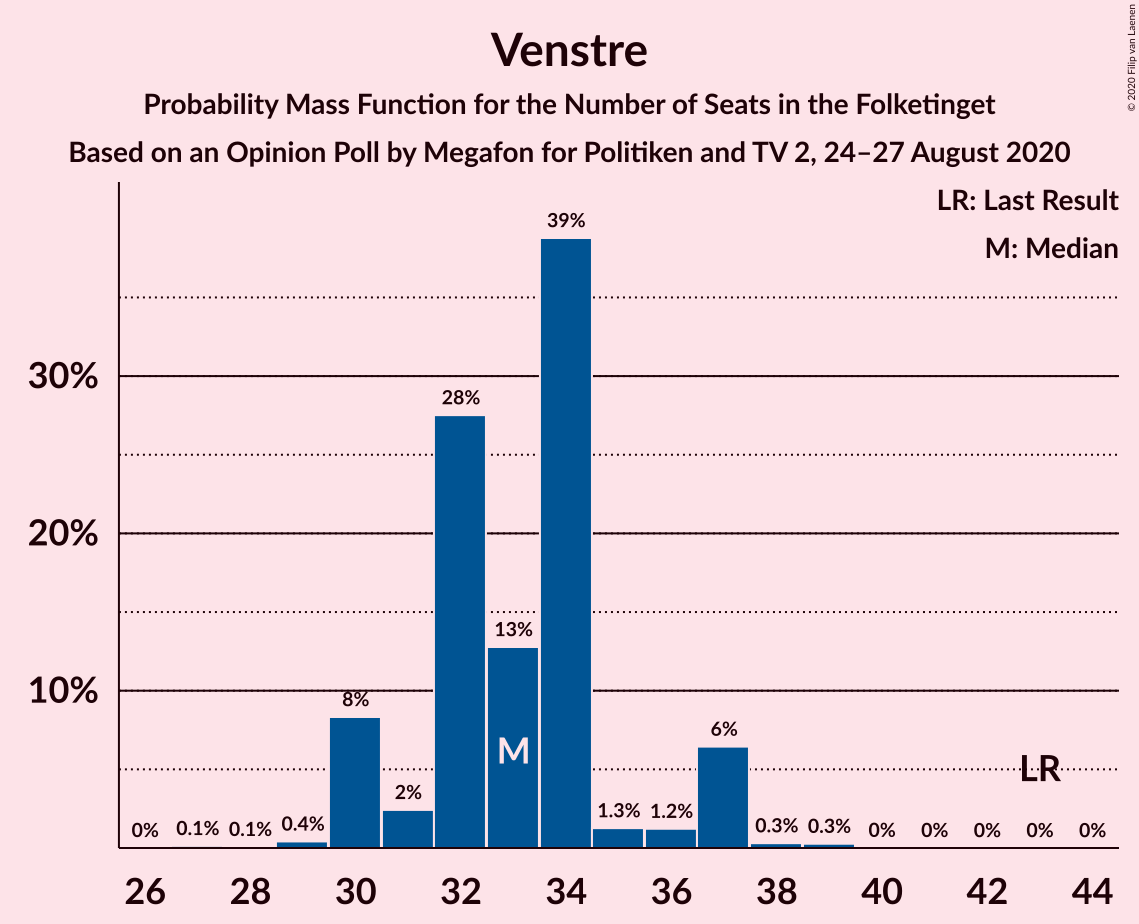 Venstre
Probability Mass Function for the Number of Seats in the Folketinget
Based on an Opinion Poll by Megafon for Politiken and TV 2, 24–27 August 2020
© 2020 Filip van Laenen
LR: Last Result
M: Median
39%
30%
28%
20%
13%
10%
8%
6%
M
LR
2%
0% 0.1% 0.1% 0.4% 1.3% 1.2% 0.3% 0.3% 0% 0% 0% 0% 0%
26 28 30 32 34 36 38 40 42 44